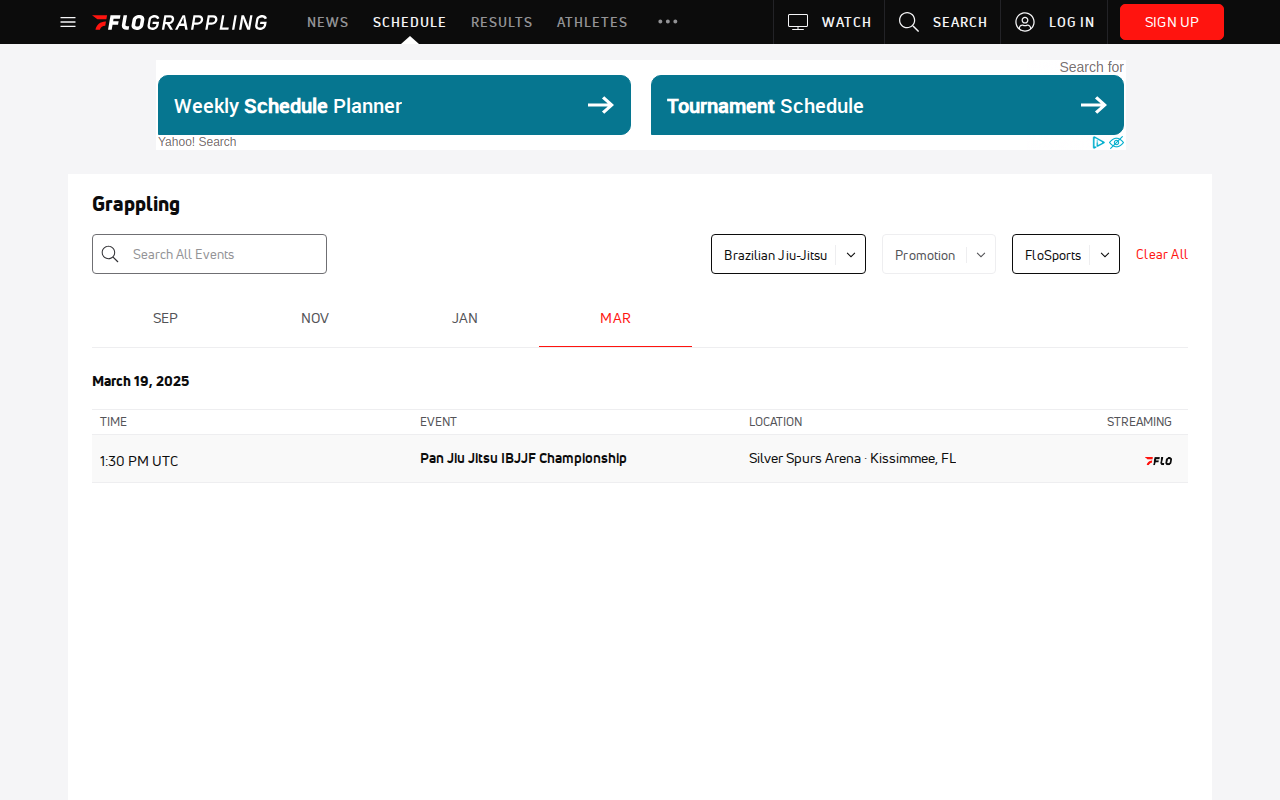 FLOGRAPPLING NEWS SCHEDULE RESULTS ATHLETES WATCH SEARCH LOG IN SIGN UP
Search for
Weekly Schedule Planner
Tournament Schedule
Yahoo! Search
Grappling
Search All Events
Brazilian Jiu-Jitsu
Promotion
FloSports
Clear All
SEP NOV JAN MAR
March 19, 2025
TIME EVENT LOCATION STREAMING
1:30 PM UTC Pan Jiu Jitsu IBJJF Championship Silver Spurs Arena · Kissimmee, FL FLO